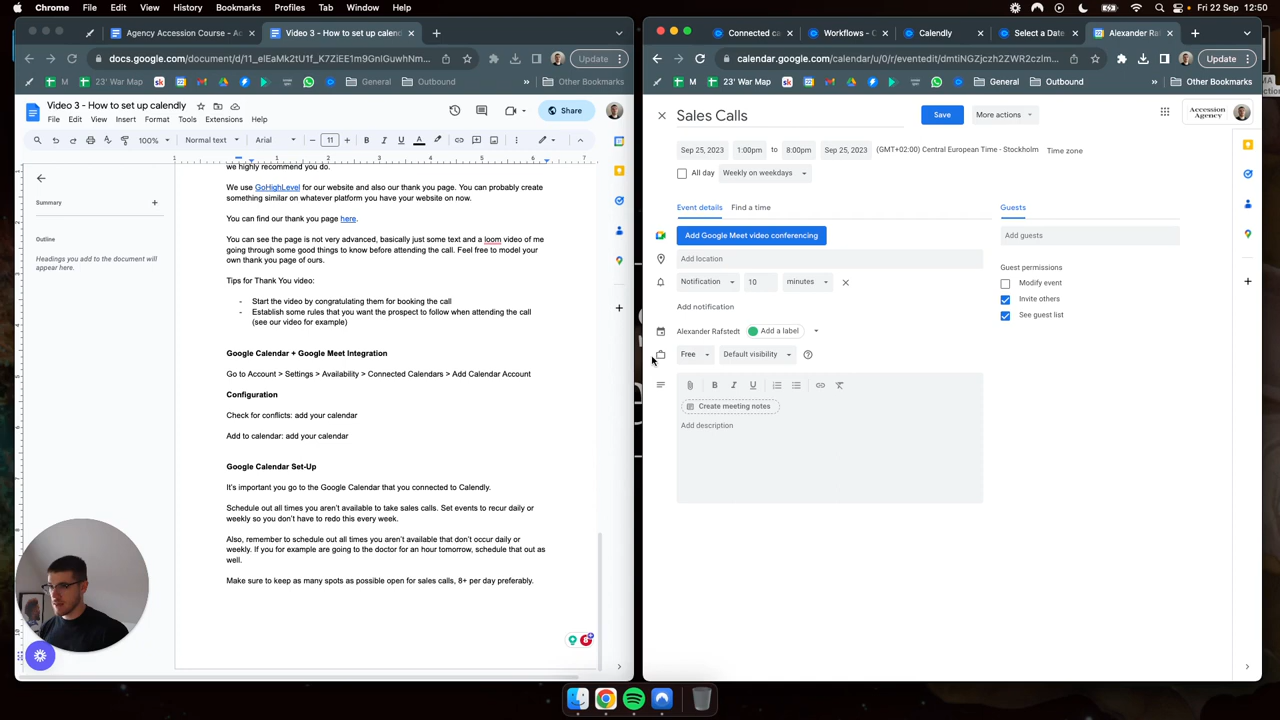 Chrome File Edit View History Bookmarks Profiles Tab Window Help
Fri 22 Sep 12:50
Agency Accession Course - Ac
Video 3 - How to set up calend
docs.google.com/document/d/11_elEaMk2tU1f_K7ZIEE1m9GnIGuwhNm...
Update
M 23' War Map
General
Outbound
Other Bookmarks
Video 3 - How to set up calendly
File Edit View Insert Format Tools Extensions
Share
100% Normal text Arial 11
Summary
Outline
Headings you add to the document will
appear here.
we highly recommend you do.
We use GoHighLevel for our website and also our thank you page. You can probably create
something similar on whatever platform you have your website on now.
You can find our thank you page here.
You can see the page is not very advanced, basically just some text and a loom video of me
going through some good things to know before attending the call. Feel free to model your
own thank you page of ours.
Tips for Thank You video:
- Start the video by congratulating them for booking the call
- Establish some rules that you want the prospect to follow when attending the call
(see our video for example)
Google Calendar + Google Meet Integration
Go to Account > Settings > Availability > Connected Calendars > Add Calendar Account
Configuration
Check for conflicts: add your calendar
Add to calendar: add your calendar
Google Calendar Set-Up
It's important you go to the Google Calendar that you connected to Calendly.
Schedule out all times you aren't available to take sales calls. Set events to recur daily or
weekly so you don't have to redo this every week.
Also, remember to schedule out all times you aren't available that don't occur daily or
weekly. If you for example are going to the doctor for an hour tomorrow, schedule that out as
well.
Make sure to keep as many spots as possible open for sales calls, 8+ per day preferably.
Connected ca
Workflows - C
Calendly
Select a Date
Alexander Ra
calendar.google.com/calendar/u/0/r/eventedit/dmtiNGZjczh2ZWR2czlm...
Update
M 23' War Map
General
Outbound
Other Bookmarks
Sales Calls
Save
More actions
Accession
Agency
Sep 25, 2023 1:00pm to 8:00pm Sep 25, 2023 (GMT+02:00) Central European Time - Stockholm Time zone
All day Weekly on weekdays
Event details Find a time
Guests
Add Google Meet video conferencing
Add guests
Add location
Guest permissions
Notification 10 minutes
Modify event
Invite others
Add notification
See guest list
Alexander Rafstedt Add a label
Free Default visibility
Create meeting notes
Add description